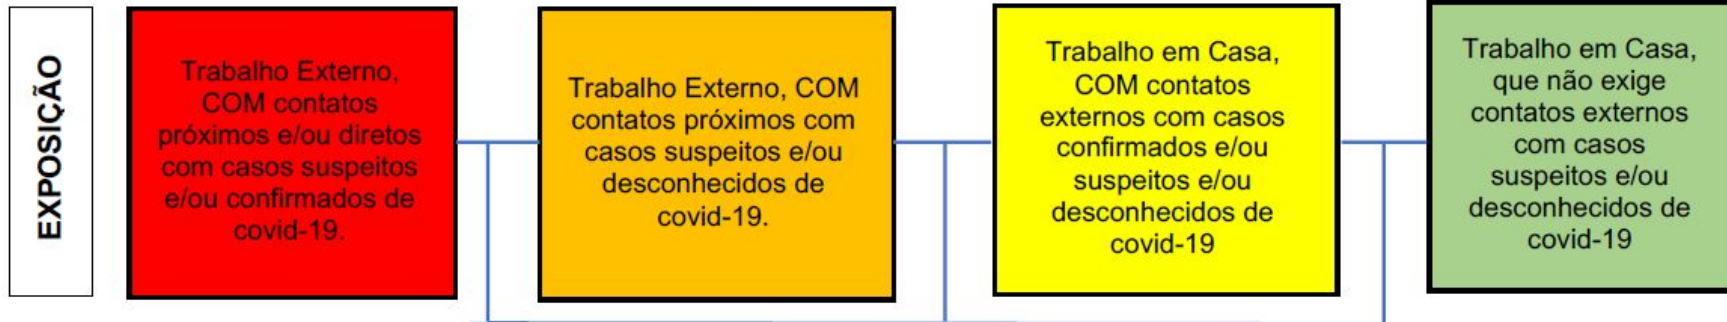 EXPOSIÇÃO
Trabalho Externo,
COM contatos
próximos e/ou diretos
com casos suspeitos
e/ou confirmados de
covid-19.
Trabalho Externo, COM
contatos próximos com
casos suspeitos e/ou
desconhecidos de
covid-19.
Trabalho em Casa,
COM contatos
externos com casos
confirmados e/ou
suspeitos e/ou
desconhecidos de
covid-19
Trabalho em Casa,
que não exige
contatos externos
com casos
suspeitos e/ou
desconhecidos de
covid-19